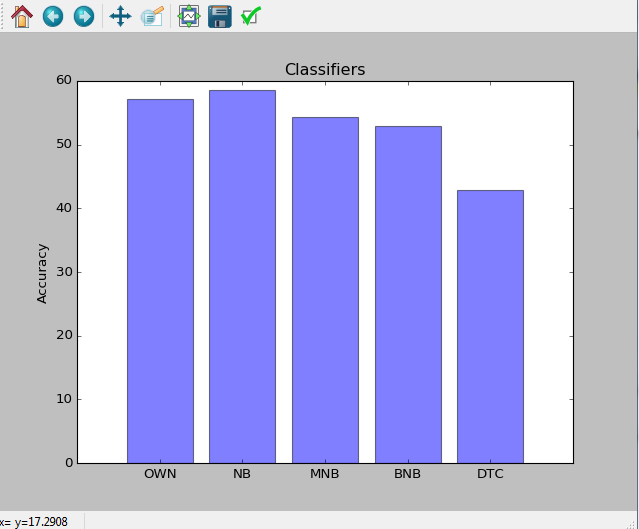 Classifiers
60
50
40
30
20
10
0
Accuracy
OWN NB MNB BNB DTC
x= y=17.2908